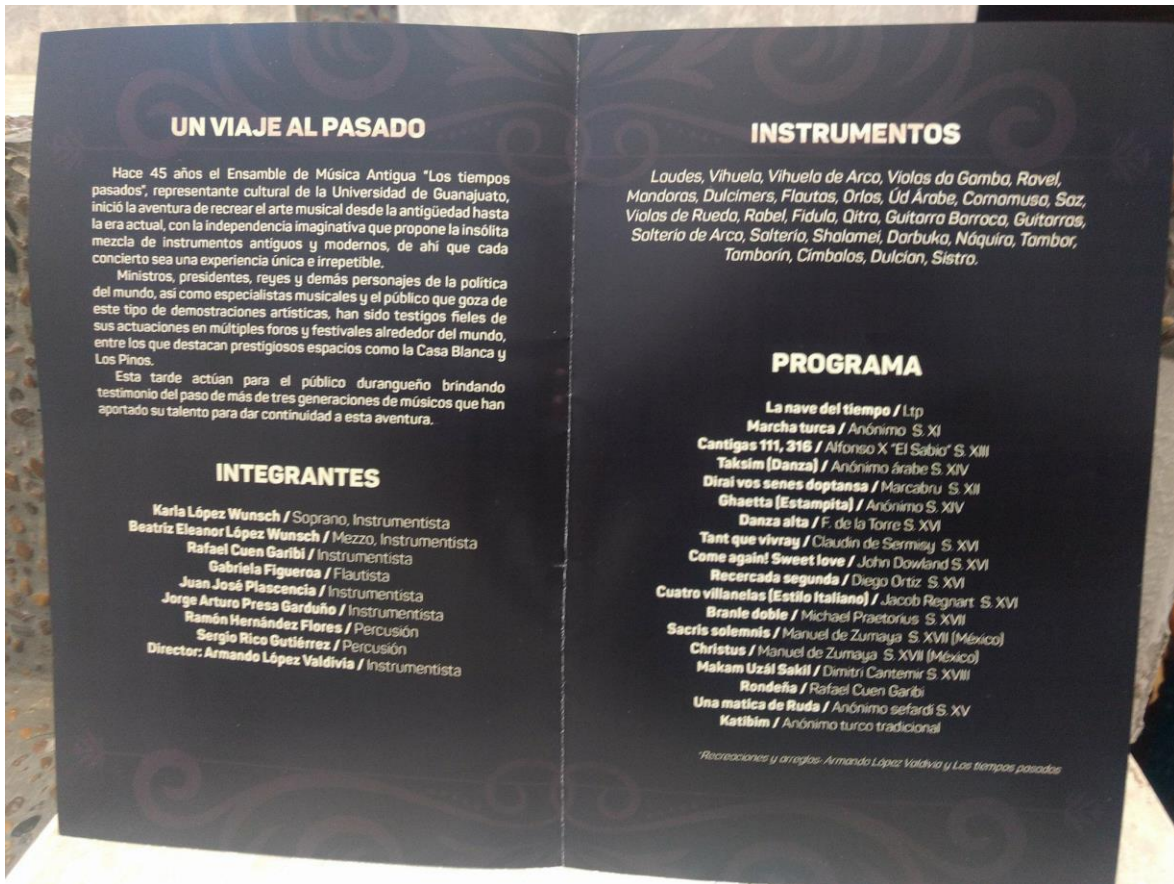 UN VIAJE AL PASADO
Hace 45 años el Ensamble de Música Antigua "Los tiempos
pasados", representante cultural de la Universidad de Guanajuato,
inició la aventura de recrear el arte musical desde la antigüedad hasta
la era actual, con la independencia imaginativa que propone la insólita
mezcla de instrumentos antiguos y modernos, de ahí que cada
concierto sea una experiencia única e irrepetible.
Ministros, presidentes, reyes y demás personajes de la política
del mundo, así como especialistas musicales y el público que goza de
este tipo de demostraciones artísticas, han sido testigos fieles de
sus actuaciones en múltiples foros y festivales alrededor del mundo,
entre los que destacan prestigiosos espacios como la Casa Blanca y
Los Pinos.
Esta tarde actúan para el público durangueño brindando
testimonio del paso de más de tres generaciones de músicos que han
aportado su talento para dar continuidad a esta aventura.
INTEGRANTES
Karla López Wunsch / Soprano, Instrumentista
Beatriz Eleanor López Wunsch / Mezzo, Instrumentista
Rafael Cuen Garibi / Instrumentista
Gabriela Figueroa / Flautista
Juan José Plascencia / Instrumentista
Jorge Arturo Presa Garduño / Instrumentista
Ramón Hernández Flores / Percusión
Sergio Rico Gutiérrez / Percusión
Director: Armando López Valdivia / Instrumentista
INSTRUMENTOS
Laudes, Vihuela, Vihuela de Arco, Violas da Gamba, Ravel,
Mandoras, Dulcimers, Flautas, Orlos, Úd Árabe, Cornamusa, Saz,
Violas de Rueda, Rabel, Fidula, Qitra, Guitarra Barroca, Guitarras,
Salterio de Arco, Salterio, Shalamei, Darbuka, Náquira, Tambor,
Tamborin, Címbalos, Dulcian, Sistro.
PROGRAMA
La nave del tiempo / Ltp
Marcha turca / Anónimo S. XI
Cantigas 111, 316 / Alfonso X "El Sabio" S. XIII
Taksim (Danza) / Anónimo árabe S. XIV
Dirai vos senes doptansa / Marcabru S. XII
Ghaetta (Estampita) / Anónimo S. XIV
Danza alta / F. de la Torre S. XVI
Tant que vivray / Claudin de Sermisy S. XVI
Come again! Sweet love / John Dowland S. XVI
Recercada segunda / Diego Ortiz S. XVI
Cuatro villanelas (Estilo Italiano) / Jacob Regnart S. XVI
Branle doble / Michael Praetorius S. XVII
Sacris solemnis / Manuel de Zumaya S. XVII (México)
Christus / Manuel de Zumaya S. XVII (México)
Makam Uzál Sakil / Dimitri Cantemir S. XVIII
Rondeña / Rafael Cuen Garibi
Una matica de Ruda / Anónimo sefardí S. XV
Katibim / Anónimo turco tradicional
*Recreaciones y arreglos- Armando López Valdivia y Los tiempos pasados